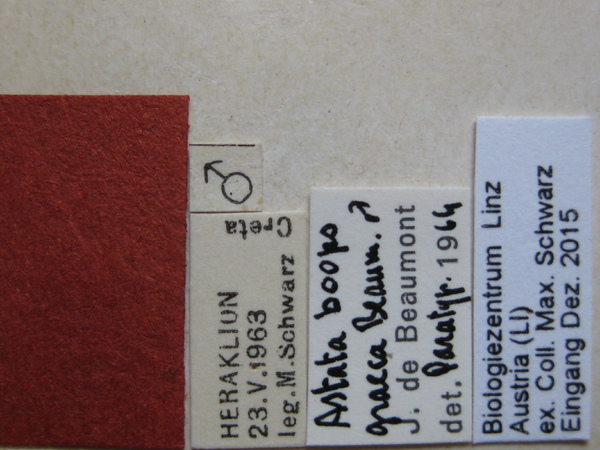 ♂
Creta
HERAKLIUN
23.V.1963
leg.M.Schwarz
Astata boops
graeca Beaum. ♂
J. de Beaumont
det. Paratyp. 1964
Biologiezentrum Linz
Austria (LI)
ex. Coll. Max. Schwarz
Eingang Dez. 2015